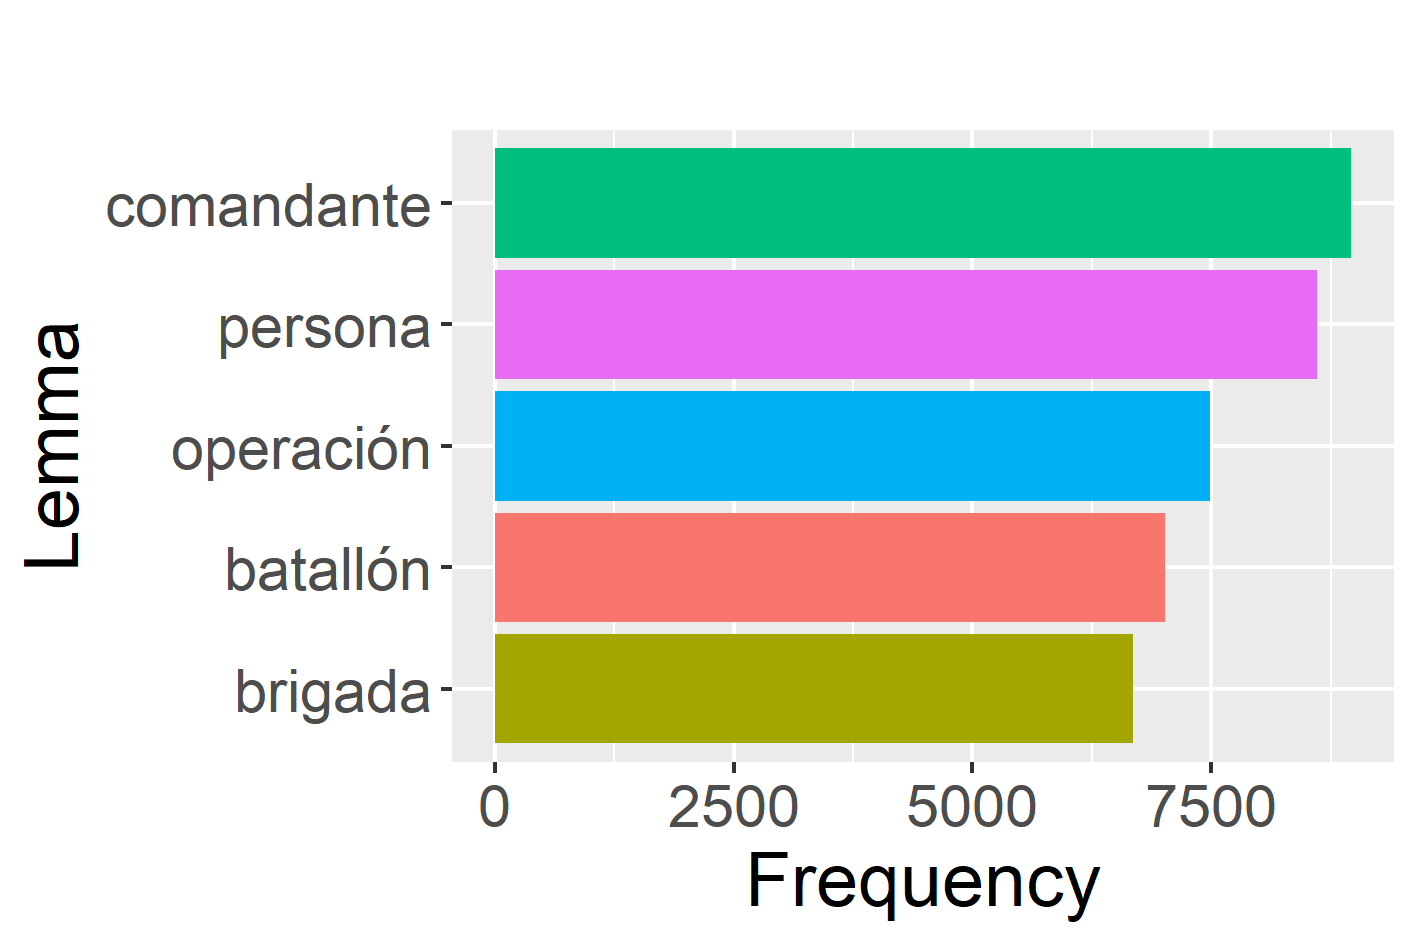 Lemma
comandante
persona
operación
batallón
brigada
0 2500 5000 7500
Frequency